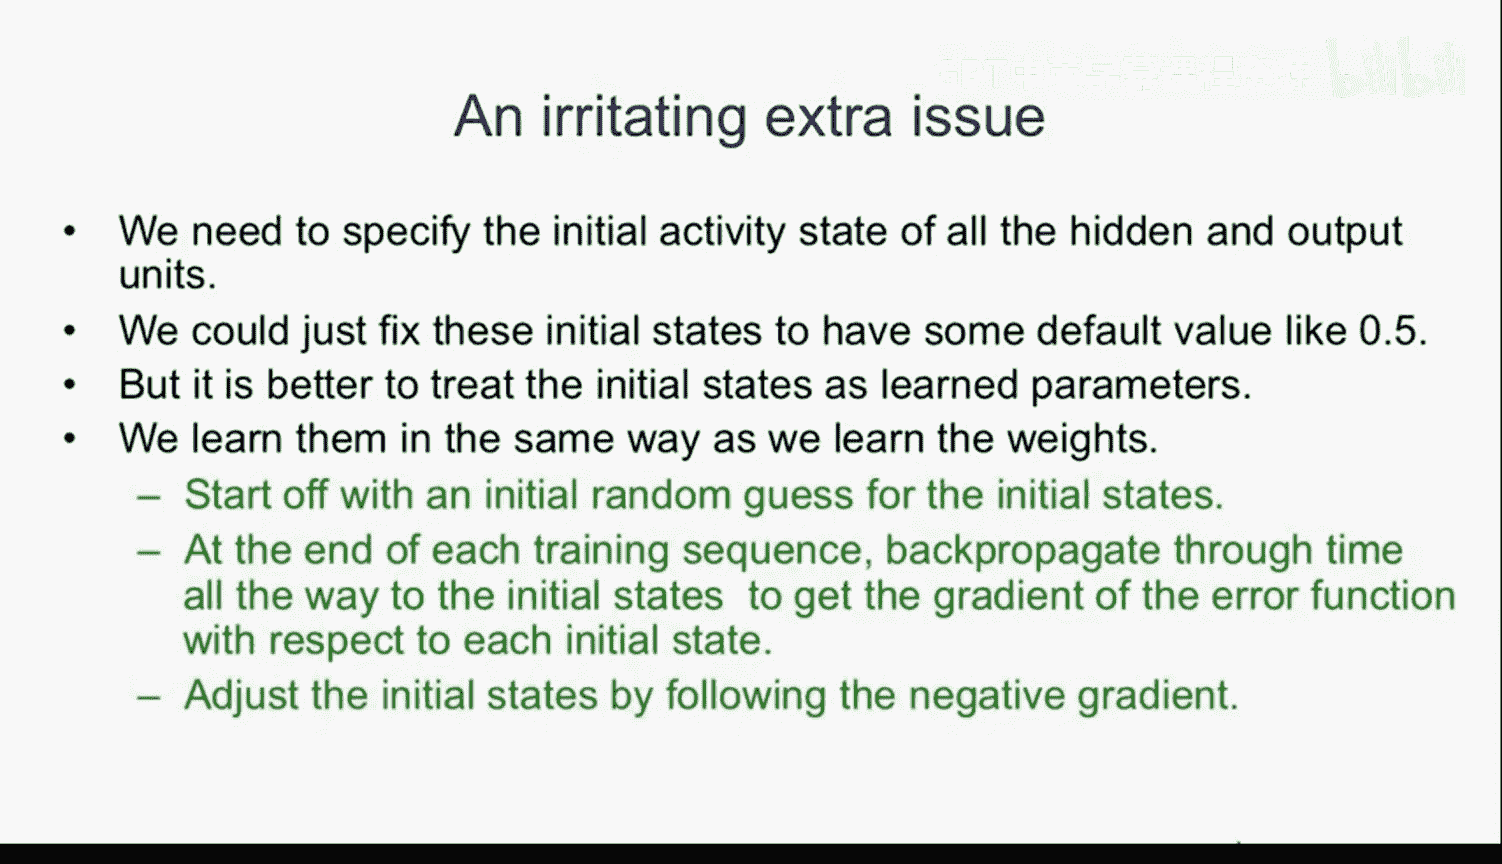 An irritating extra issue
• We need to specify the initial activity state of all the hidden and output
units.
• We could just fix these initial states to have some default value like 0.5.
• But it is better to treat the initial states as learned parameters.
• We learn them in the same way as we learn the weights.
– Start off with an initial random guess for the initial states.
– At the end of each training sequence, backpropagate through time
all the way to the initial states to get the gradient of the error function
with respect to each initial state.
– Adjust the initial states by following the negative gradient.